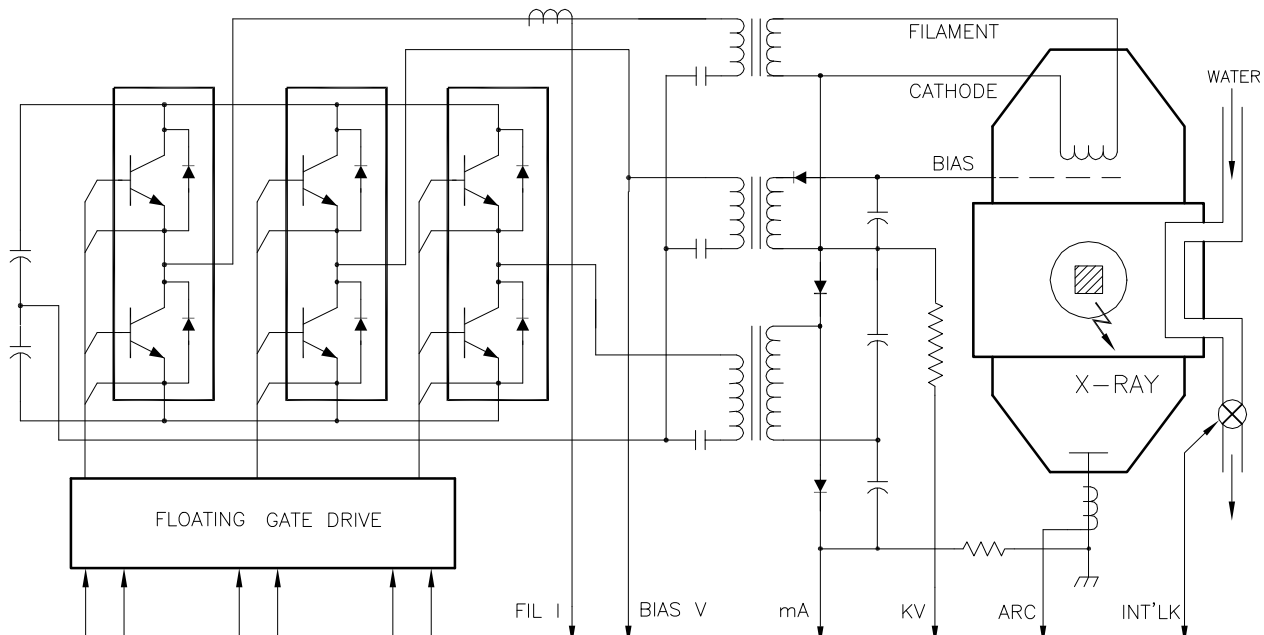 FILAMENT
CATHODE
WATER
BIAS
X-RAY
FLOATING GATE DRIVE
FIL I
BIAS V
mA
KV
ARC
INT'LK